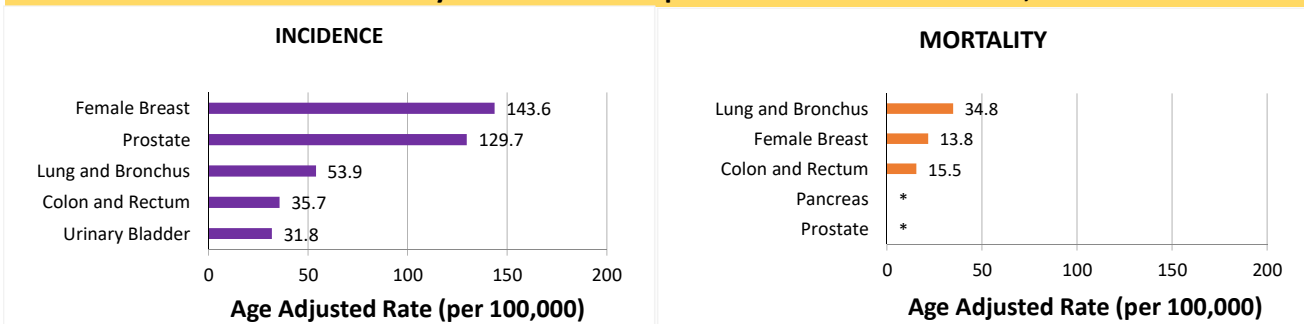 INCIDENCE
Female Breast 143.6
Prostate 129.7
Lung and Bronchus 53.9
Colon and Rectum 35.7
Urinary Bladder 31.8
0 50 100 150 200
Age Adjusted Rate (per 100,000)
MORTALITY
Lung and Bronchus 34.8
Female Breast 13.8
Colon and Rectum 15.5
Pancreas *
Prostate *
0 50 100 150 200
Age Adjusted Rate (per 100,000)